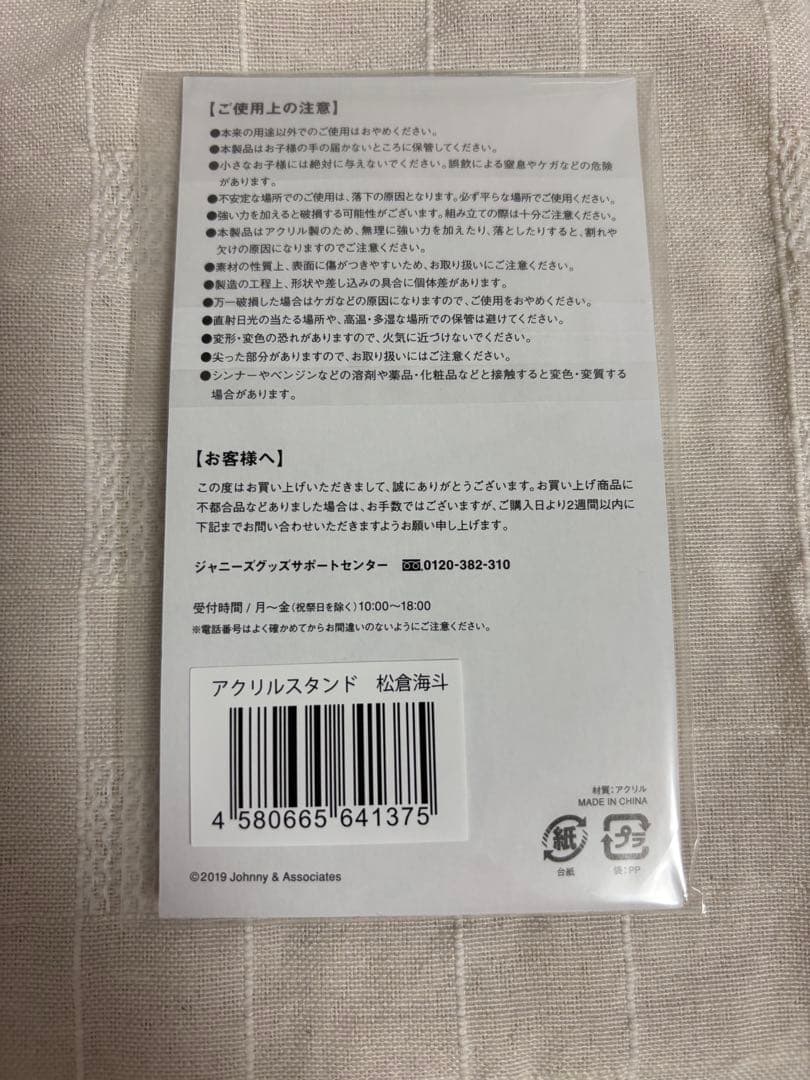 【ご使用上の注意】
●本来の用途以外でのご使用はおやめください。
●本製品はお子様の手の届かないところに保管してください。
●小さなお子様には絶対に与えないでください。誤飲による窒息やケガなどの危険
があります。
●不安定な場所でのご使用は、落下の原因となります。必ず平らな場所でご使用ください。
●強い力を加えると破損する可能性がございます。組み立ての際は十分ご注意ください。
●本製品はアクリル製のため、無理に強い力を加えたり、落としたりすると、割れや
欠けの原因になりますのでご注意ください。
●素材の性質上、表面に傷がつきやすいため、お取り扱いにご注意ください。
●製造の工程上、形状や差し込みの具合に個体差があります。
●万一破損した場合はケガなどの原因になりますので、ご使用をおやめください。
●直射日光の当たる場所や、高温・多湿な場所での保管は避けてください。
●変形・変色の恐れがありますので、火気に近づけないでください。
●尖った部分がありますので、お取り扱いにはご注意ください。
●シンナーやベンジンなどの溶剤や薬品・化粧品などと接触すると変色・変質する
場合があります。
【お客様へ】
この度はお買い上げいただきまして、誠にありがとうございます。お買い上げ商品に
不都合品などありました場合は、お手数ではございますが、ご購入日より2週間以内に
下記までお問い合わせいただきますようお願い申し上げます。
ジャニーズグッズサポートセンター 0120-382-310
受付時間 / 月〜金(祝祭日を除く)10:00〜18:00
※電話番号はよく確かめてからお間違いのないようにご注意ください。
アクリルスタンド 松倉海斗
4 580665 641375
材質：アクリル
MADE IN CHINA
紙 プラ
台紙 袋：PP
©2019 Johnny & Associates